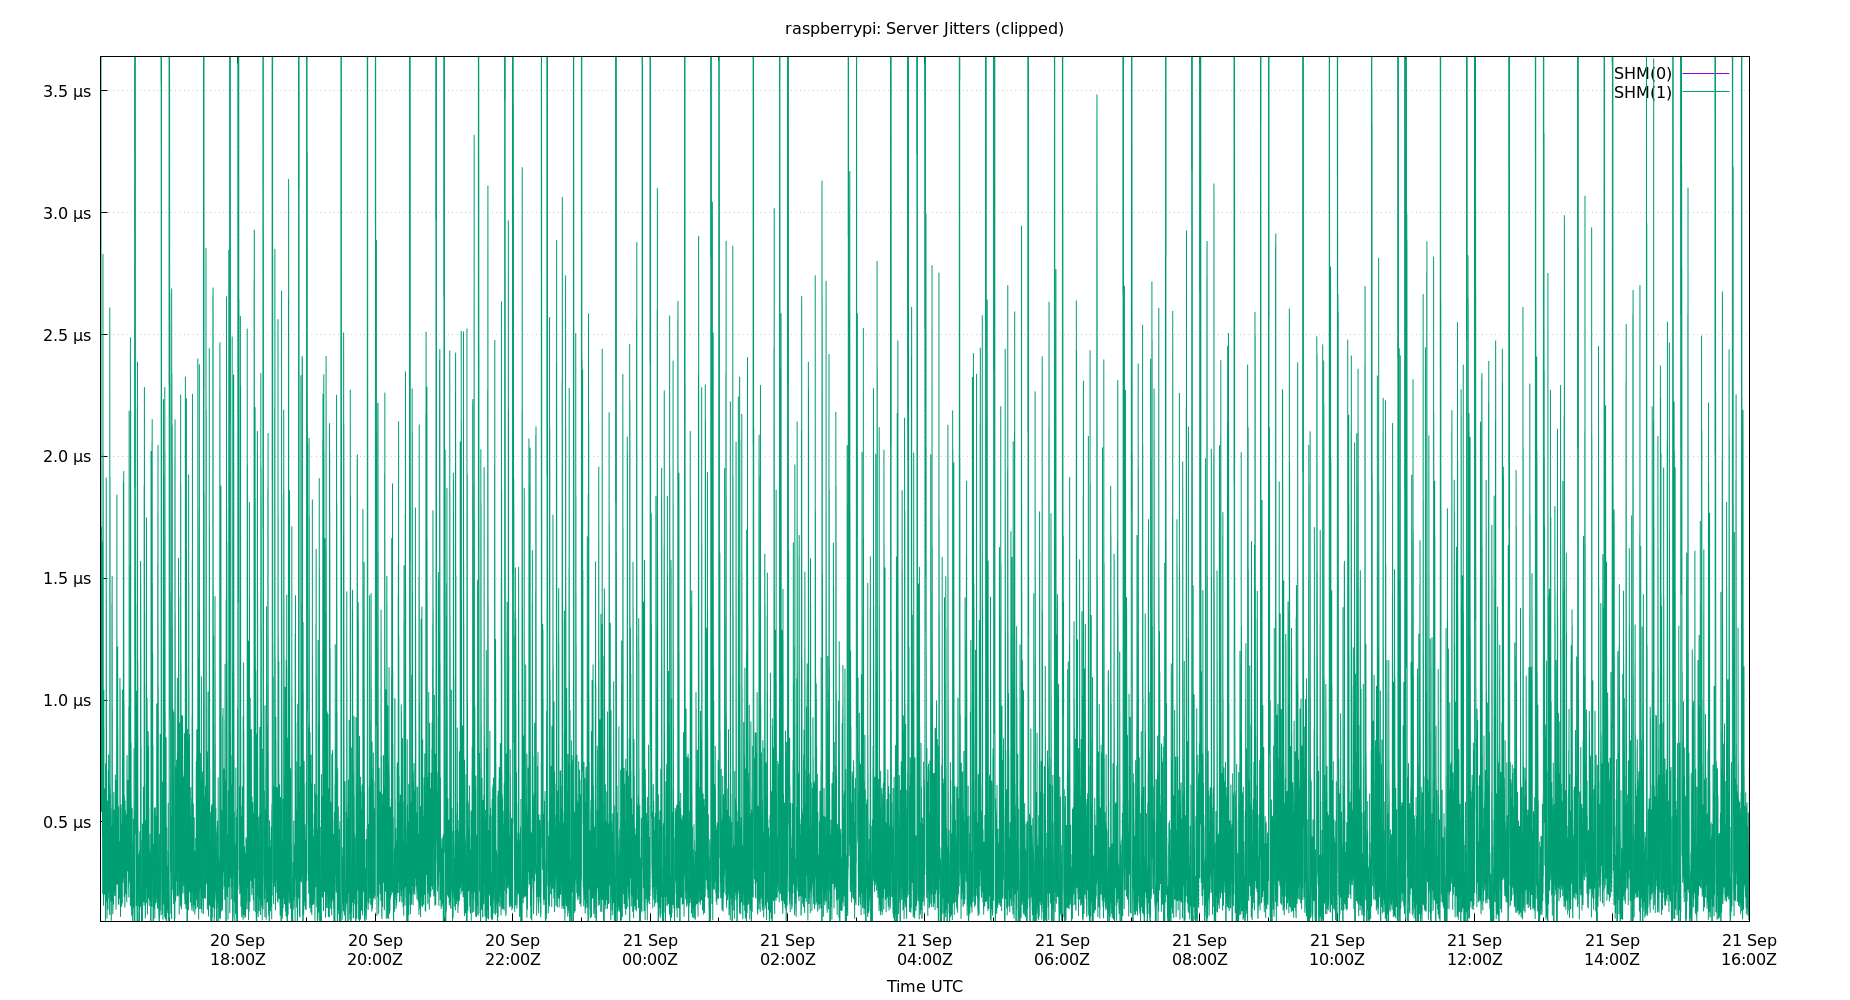 raspberrypi: Server Jitters (clipped)
SHM(0)
SHM(1)
3.5 µs
3.0 µs
2.5 µs
2.0 µs
1.5 µs
1.0 µs
0.5 µs
20 Sep 20 Sep 20 Sep 21 Sep 21 Sep 21 Sep 21 Sep 21 Sep 21 Sep 21 Sep 21 Sep 21 Sep
18:00Z 20:00Z 22:00Z 00:00Z 02:00Z 04:00Z 06:00Z 08:00Z 10:00Z 12:00Z 14:00Z 16:00Z
Time UTC